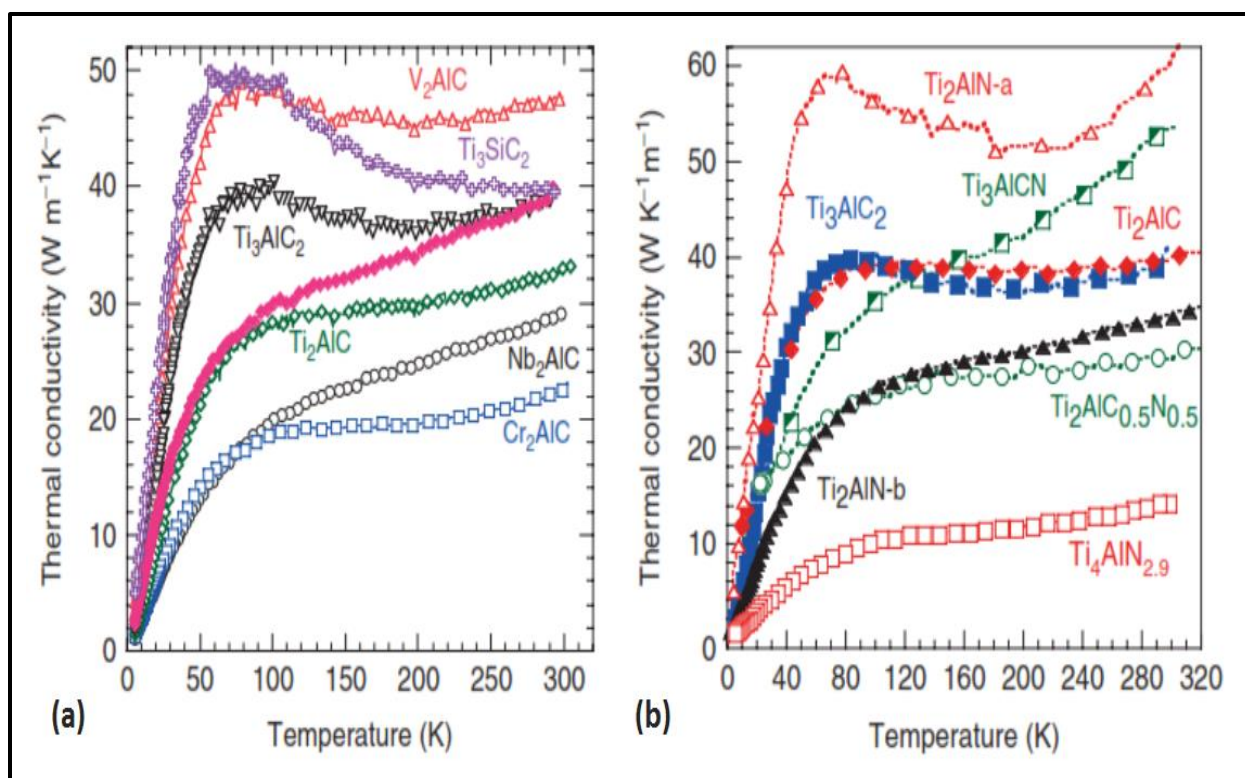 Thermal conductivity (W m⁻¹K⁻¹)
50
40
30
20
10
0
V₂AlC
Ti₃SiC₂
Ti₃AlC₂
Ti₂AlC
Nb₂AlC
Cr₂AlC
0 50 100 150 200 250 300
(a)
Temperature (K)
Thermal conductivity (W K⁻¹m⁻¹)
60
50
40
30
20
10
0
Ti₂AlN-a
Ti₃AlCN
Ti₃AlC₂
Ti₂AlC
Ti₂AlC₀.₅N₀.₅
Ti₂AlN-b
Ti₄AlN₂.₉
0 40 80 120 160 200 240 280 320
(b)
Temperature (K)